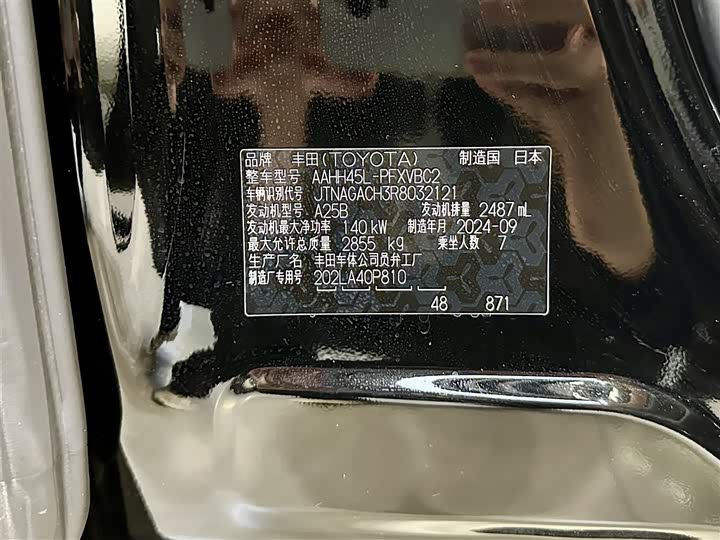 品牌 丰田(TOYOTA) 制造国 日本
整车型号 AAHH45L-PFXVBC2
车辆识别代号 JTNAGACH3R8032121
发动机型号 A25B 发动机排量 2487 mL
发动机最大净功率 140 kW 制造年月 2024-09
最大允许总质量 2855 kg 乘坐人数 7
生产厂名 丰田车体公司员弁工厂
制造厂专用号 202LA40P810
48 871